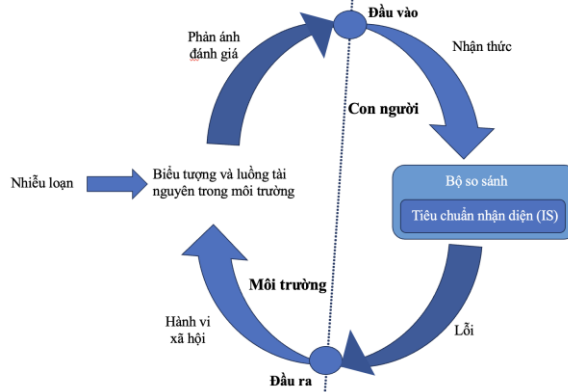 Đầu vào
Phản ánh
đánh giá
Nhận thức
Con người
Bộ so sánh
Tiêu chuẩn nhận diện (IS)
Nhiễu loạn
Biểu tượng và luồng tài
nguyên trong môi trường
Môi trường
Hành vi
xã hội
Lỗi
Đầu ra